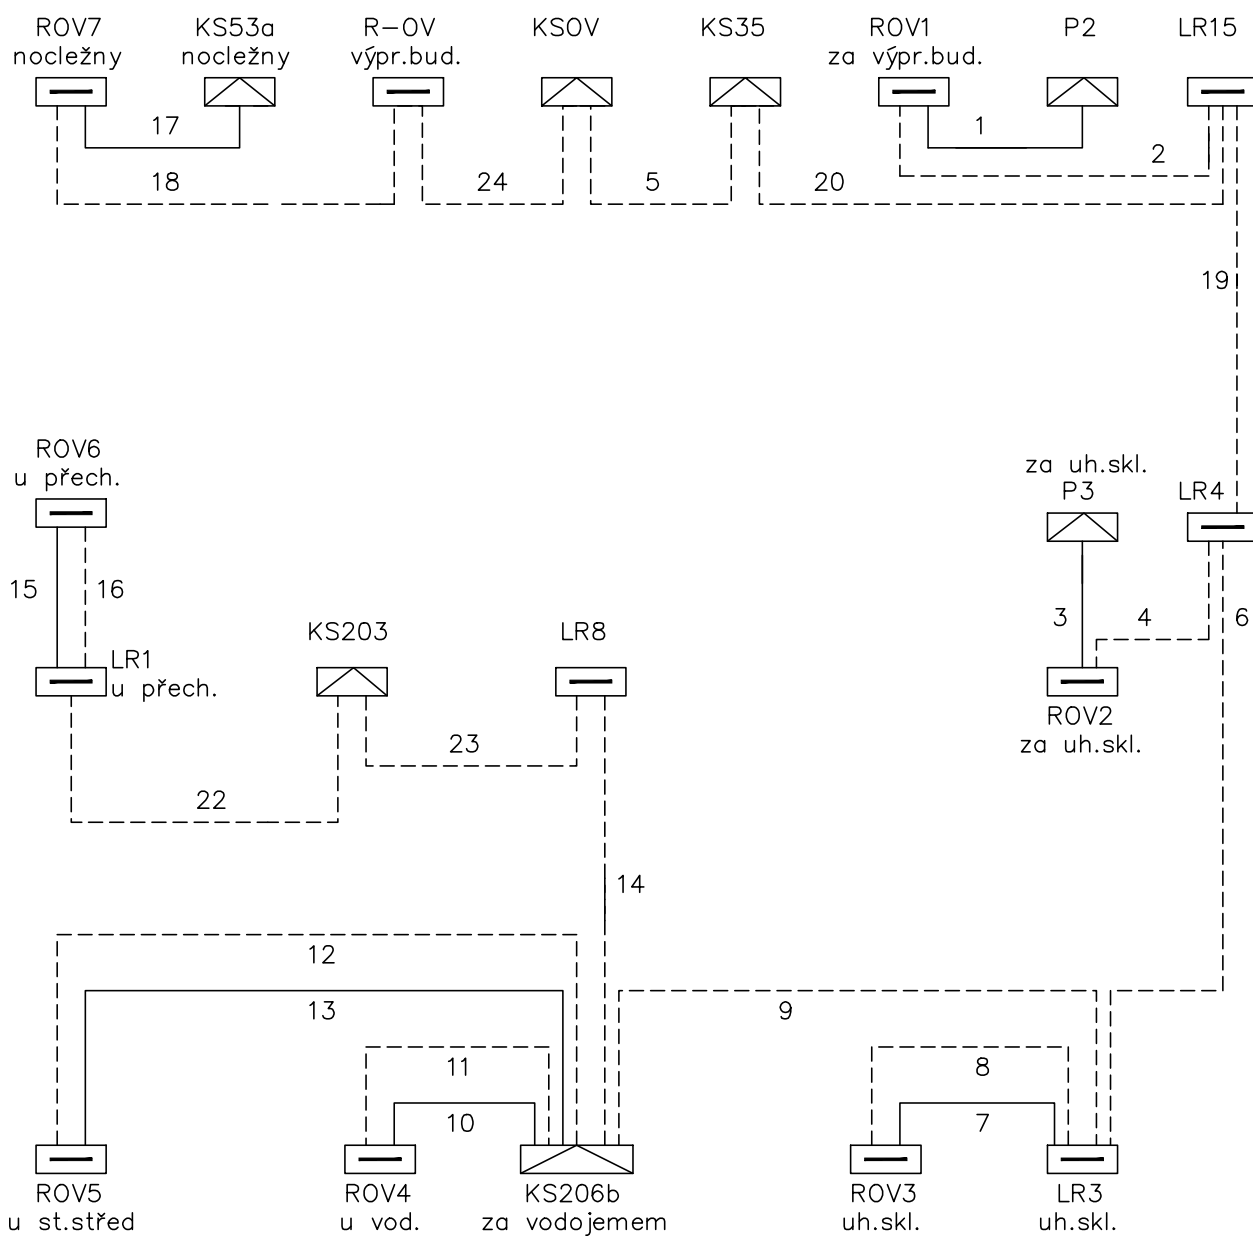 ROV7
nocležny
KS53a
nocležny
R-OV
výpr.bud.
KSOV
KS35
ROV1
za výpr.bud.
P2
LR15
17
1
2
18
24
5
20
19
ROV6
u přech.
za uh.skl.
P3
LR4
15
16
3
4
6
KS203
LR8
LR1
u přech.
ROV2
za uh.skl.
23
22
14
12
13
9
11
8
10
7
ROV5
u st.střed
ROV4
u vod.
KS206b
za vodojemem
ROV3
uh.skl.
LR3
uh.skl.